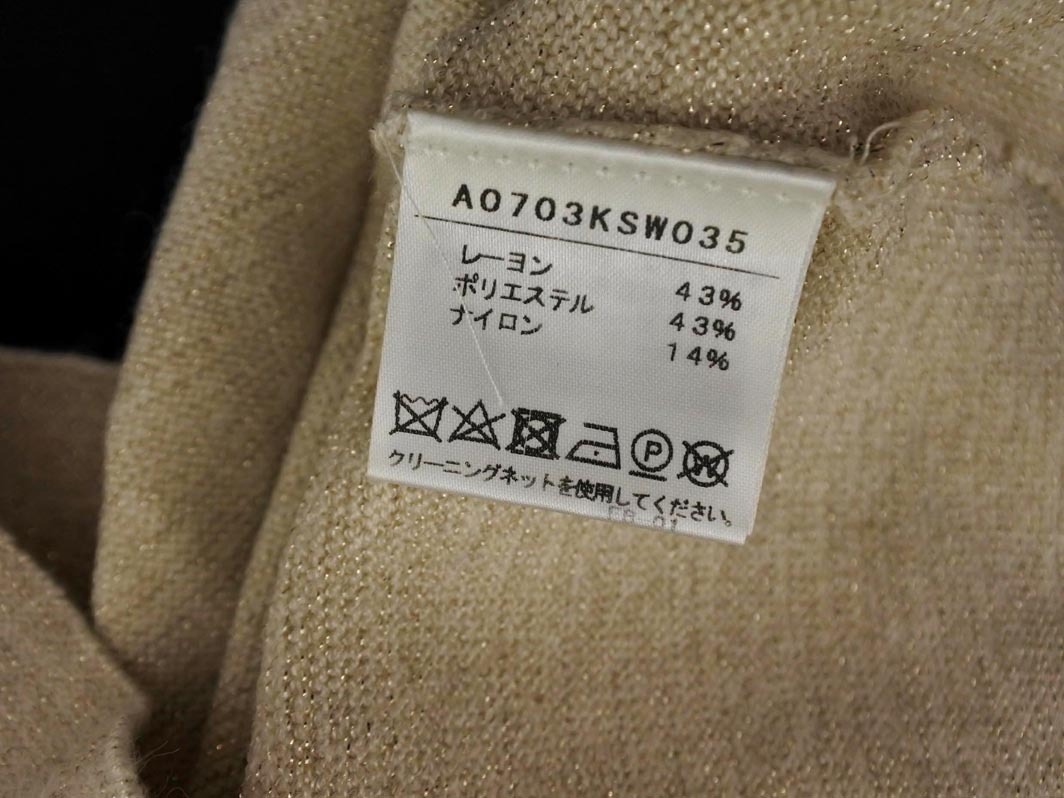 A0703KSW035
レーヨン 43%
ポリエステル 43%
ナイロン 14%
P W
クリーニングネットを使用してください。